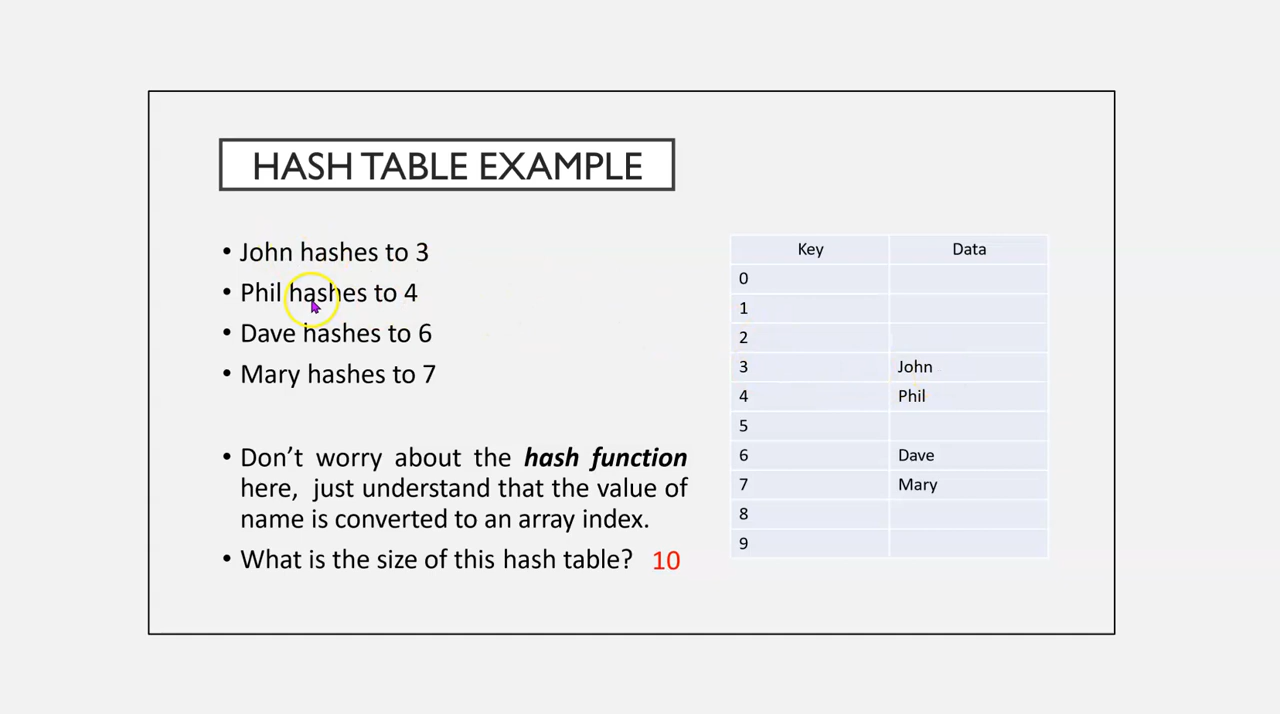 HASH TABLE EXAMPLE
• John hashes to 3
• Phil hashes to 4
• Dave hashes to 6
• Mary hashes to 7
• Don’t worry about the hash function
here, just understand that the value of
name is converted to an array index.
• What is the size of this hash table? 10
Key Data
0
1
2
3 John
4 Phil
5
6 Dave
7 Mary
8
9